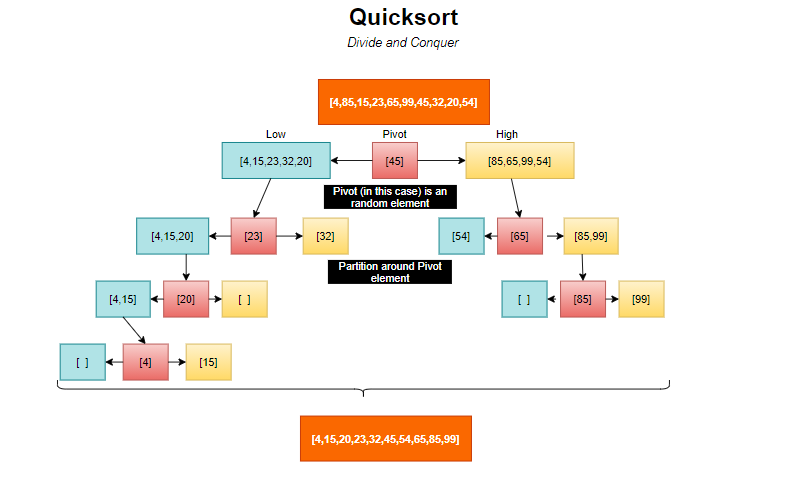 Quicksort
Divide and Conquer
[4,85,15,23,65,99,45,32,20,54]
Low
Pivot
High
[4,15,23,32,20]
[45]
[85,65,99,54]
Pivot (in this case) is an
random element
[4,15,20]
[23]
[32]
[54]
[65]
[85,99]
Partition around Pivot
element
[4,15]
[20]
[ ]
[ ]
[85]
[99]
[ ]
[4]
[15]
[4,15,20,23,32,45,54,65,85,99]